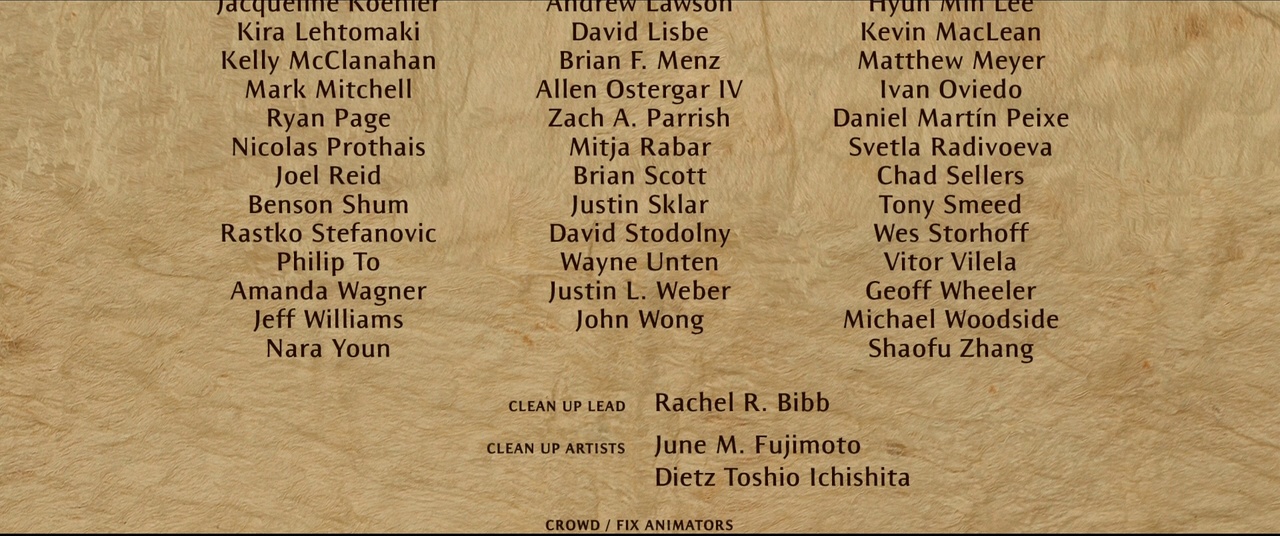 Jacqueline Koehler Andrew Lawson Hyun Min Lee
Kira Lehtomaki David Lisbe Kevin MacLean
Kelly McClanahan Brian F. Menz Matthew Meyer
Mark Mitchell Allen Ostergar IV Ivan Oviedo
Ryan Page Zach A. Parrish Daniel Martín Peixe
Nicolas Prothais Mitja Rabar Svetla Radivoeva
Joel Reid Brian Scott Chad Sellers
Benson Shum Justin Sklar Tony Smeed
Rastko Stefanovic David Stodolny Wes Storhoff
Philip To Wayne Unten Vitor Vilela
Amanda Wagner Justin L. Weber Geoff Wheeler
Jeff Williams John Wong Michael Woodside
Nara Youn Shaofu Zhang
CLEAN UP LEAD Rachel R. Bibb
CLEAN UP ARTISTS June M. Fujimoto
Dietz Toshio Ichishita
CROWD / FIX ANIMATORS